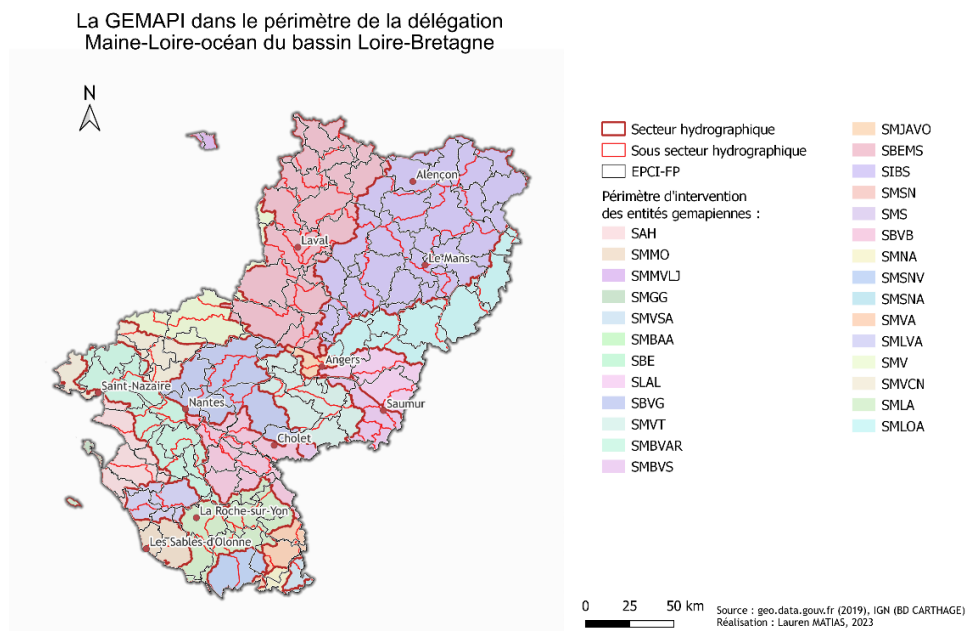 La GEMAPI dans le périmètre de la délégation
Maine-Loire-océan du bassin Loire-Bretagne
N
Alençon
Laval
Le Mans
Angers
Saint-Nazaire
Nantes
Saumur
Cholet
La Roche-sur-Yon
Les Sables-d'Olonne
Secteur hydrographique
Sous secteur hydrographique
EPCI-FP
Périmètre d'intervention
des entités gemapiennes :
SAH
SMMO
SMMVLJ
SMGG
SMVSA
SMBAA
SBE
SLAL
SBVG
SMVT
SMBVAR
SMBVS
SMJAVO
SBEMS
SIBS
SMSN
SMS
SBVB
SMNA
SMSNV
SMSNA
SMVA
SMLVA
SMV
SMVCN
SMLA
SMLOA
0 25 50 km
Source : geo.data.gouv.fr (2019), IGN (BD CARTHAGE)
Réalisation : Lauren MATIAS, 2023